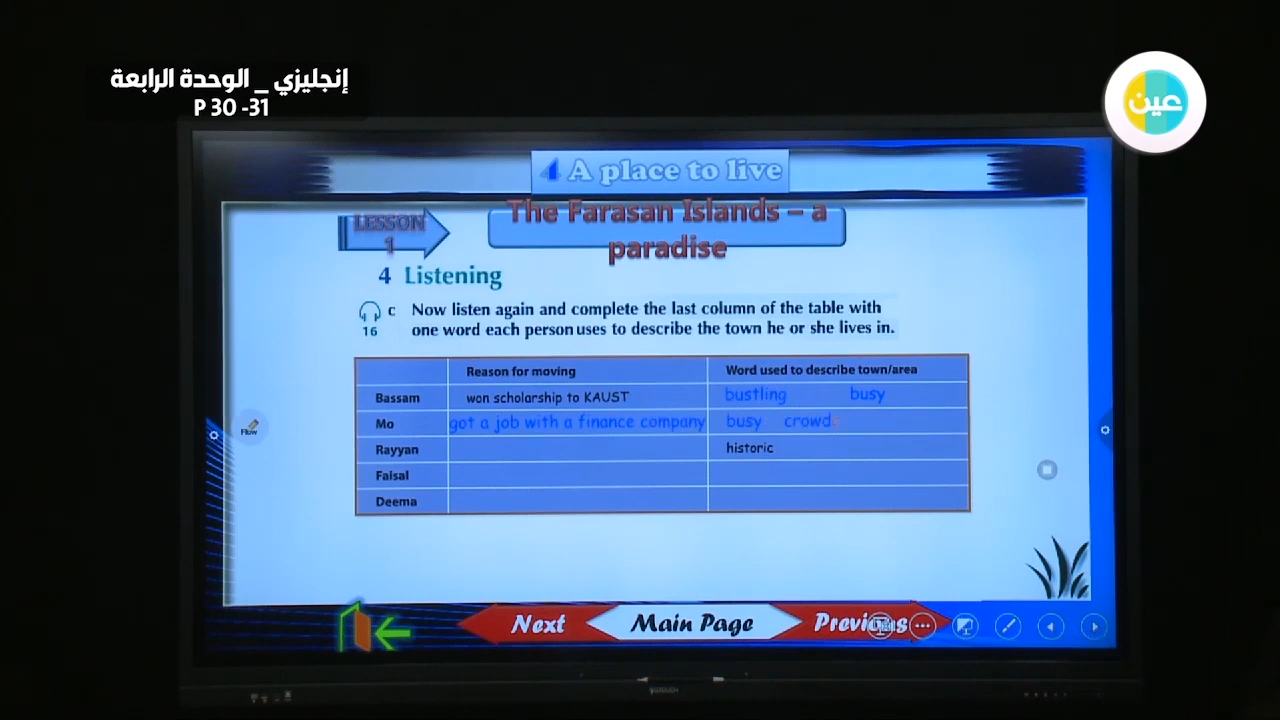 إنجليزي _ الوحدة الرابعة
P 30 -31
عين
4 A place to live
LESSON
1
The Farasan Islands – a
paradise
4 Listening
16
c Now listen again and complete the last column of the table with
one word each person uses to describe the town he or she lives in.
Reason for moving Word used to describe town/area
Bassam won scholarship to KAUST bustling busy
Mo got a job with a finance company busy crowd
Rayyan historic
Faisal
Deema
Flow
Next Main Page Previous